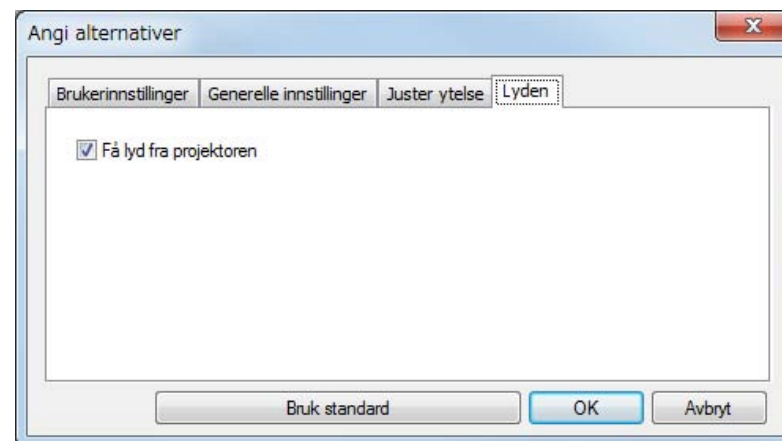 Angi alternativer
Brukerinnstillinger Generelle innstillinger Juster ytelse Lyden
Få lyd fra projektoren
Bruk standard OK Avbryt